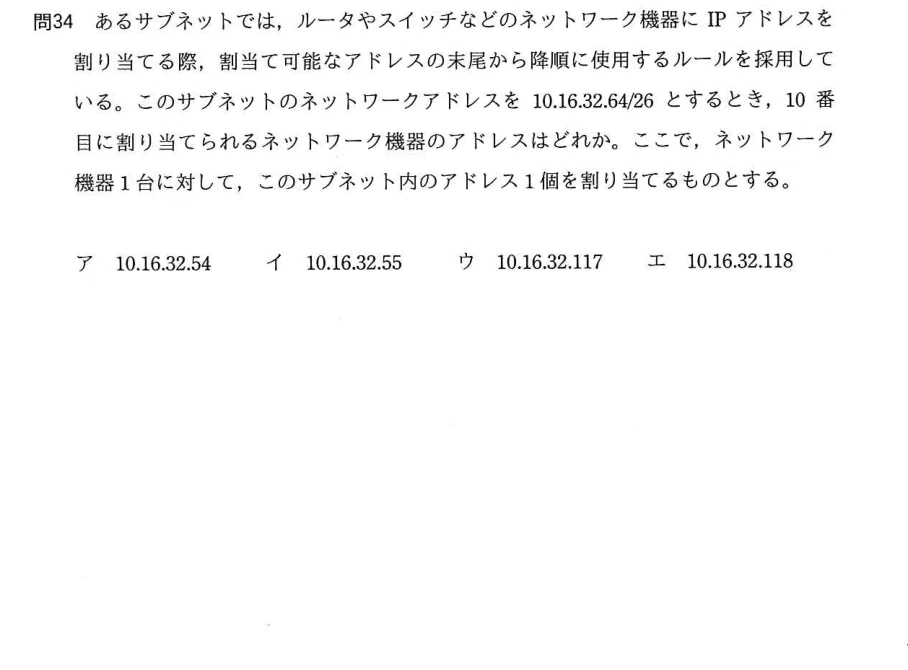 問34 あるサブネットでは，ルータやスイッチなどのネットワーク機器に IP アドレスを
割り当てる際，割当て可能なアドレスの末尾から降順に使用するルールを採用して
いる。このサブネットのネットワークアドレスを 10.16.32.64/26 とするとき，10 番
目に割り当てられるネットワーク機器のアドレスはどれか。ここで，ネットワーク
機器 1 台に対して，このサブネット内のアドレス 1 個を割り当てるものとする。
ア 10.16.32.54 イ 10.16.32.55 ウ 10.16.32.117 エ 10.16.32.118